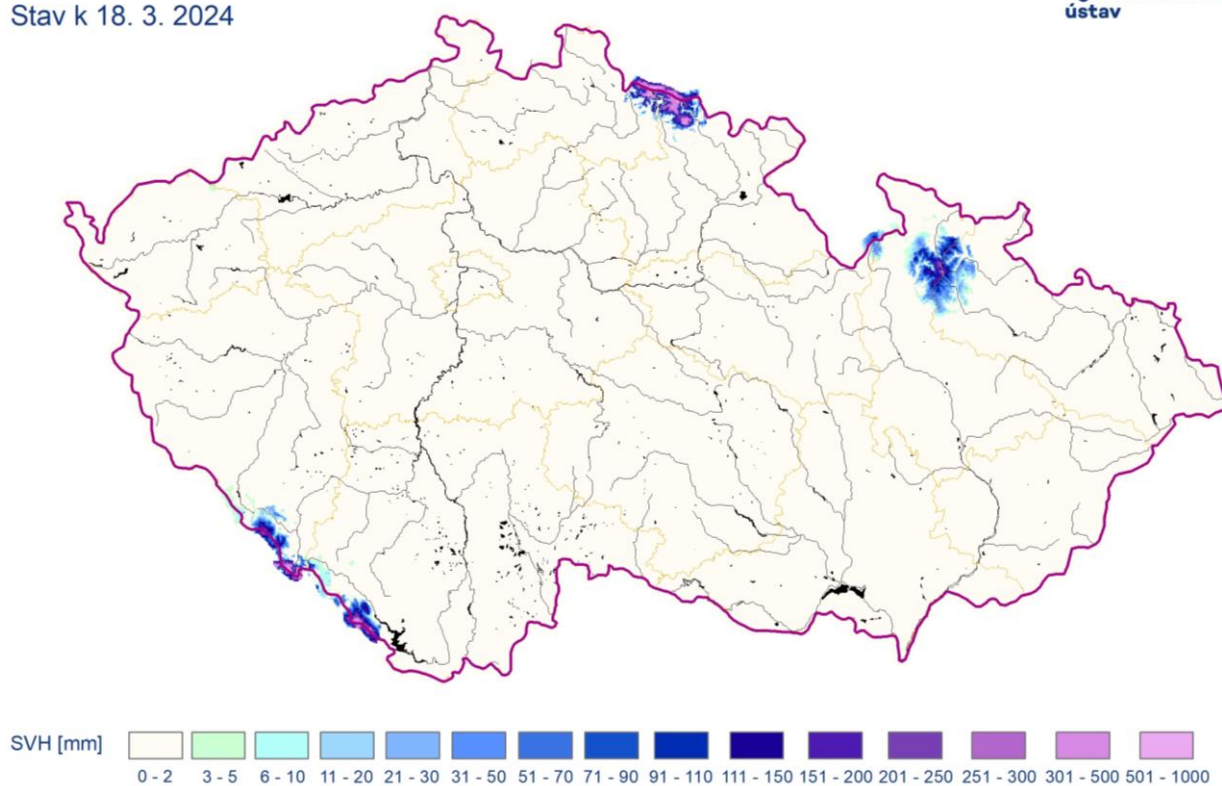 Stav k 18. 3. 2024
ústav
SVH [mm]
0 - 2 3 - 5 6 - 10 11 - 20 21 - 30 31 - 50 51 - 70 71 - 90 91 - 110 111 - 150 151 - 200 201 - 250 251 - 300 301 - 500 501 - 1000